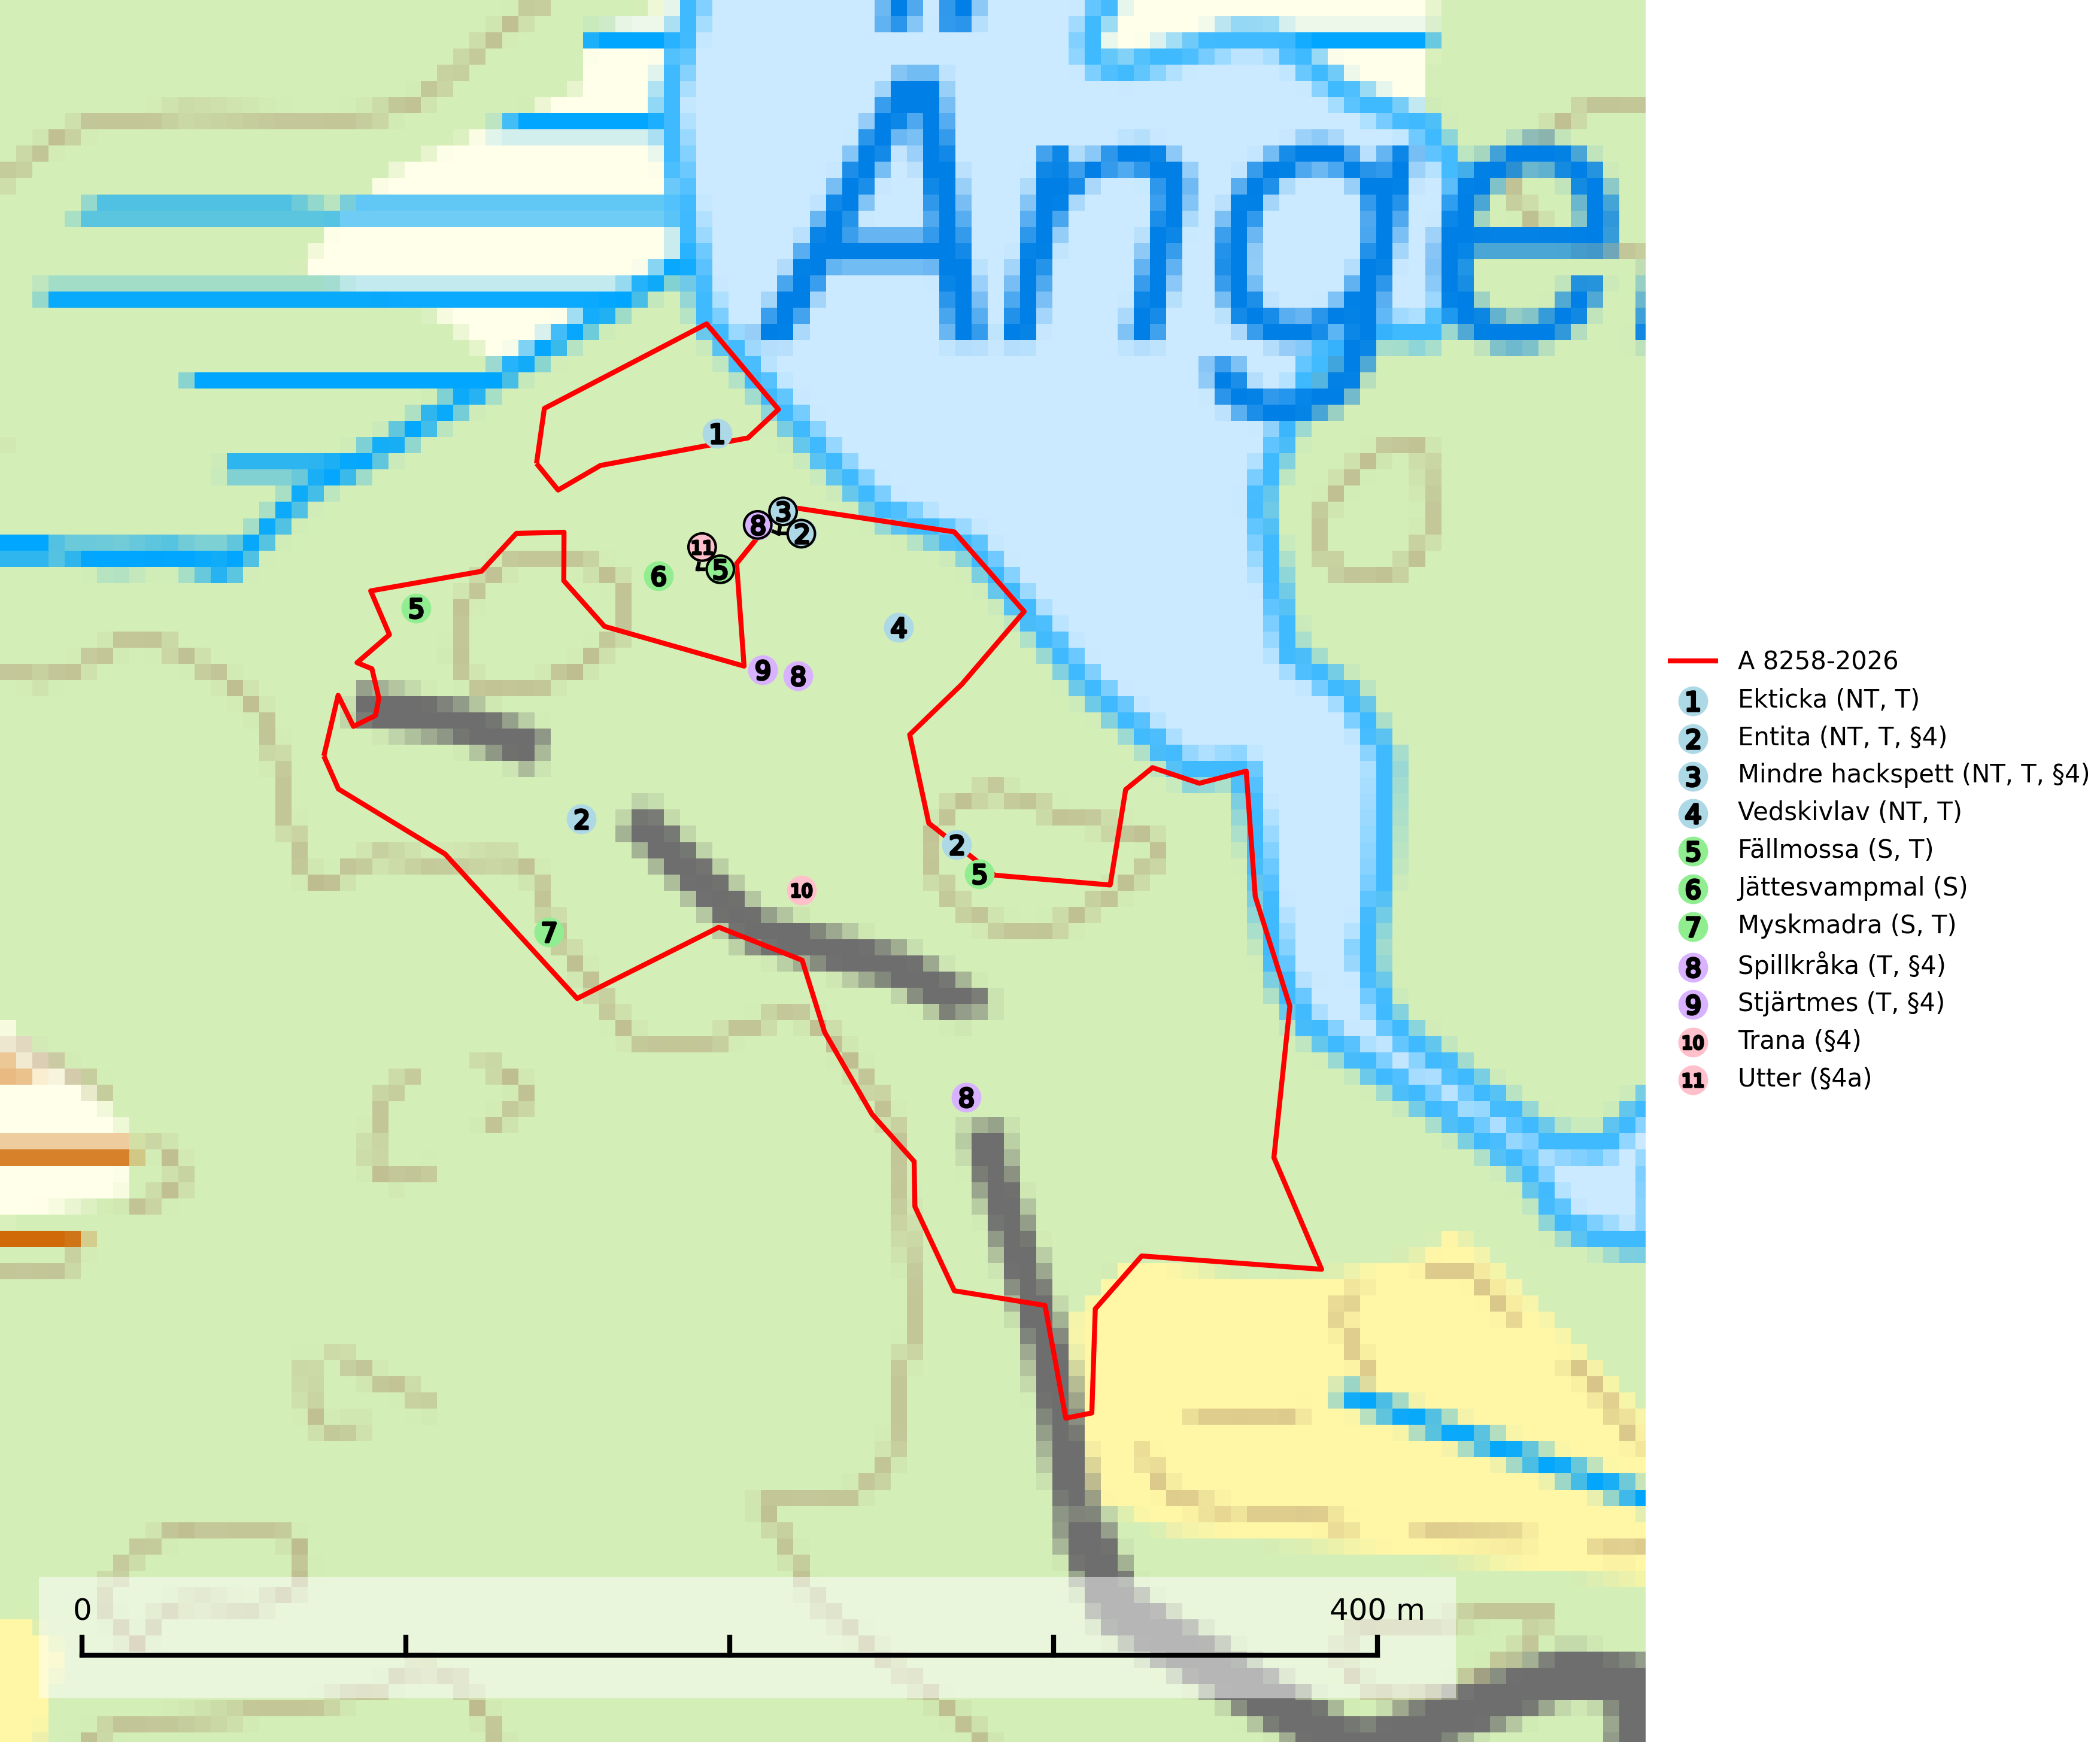 Änge
1
3
8
2
11
5
6
5
4
9
8
2
2
5
10
7
8
0
400 m
A 8258-2026
1 Ekticka (NT, T)
2 Entita (NT, T, §4)
3 Mindre hackspett (NT, T, §4)
4 Vedskivlav (NT, T)
5 Fällmossa (S, T)
6 Jättesvampmal (S)
7 Myskmadra (S, T)
8 Spillkråka (T, §4)
9 Stjärtmes (T, §4)
10 Trana (§4)
11 Utter (§4a)